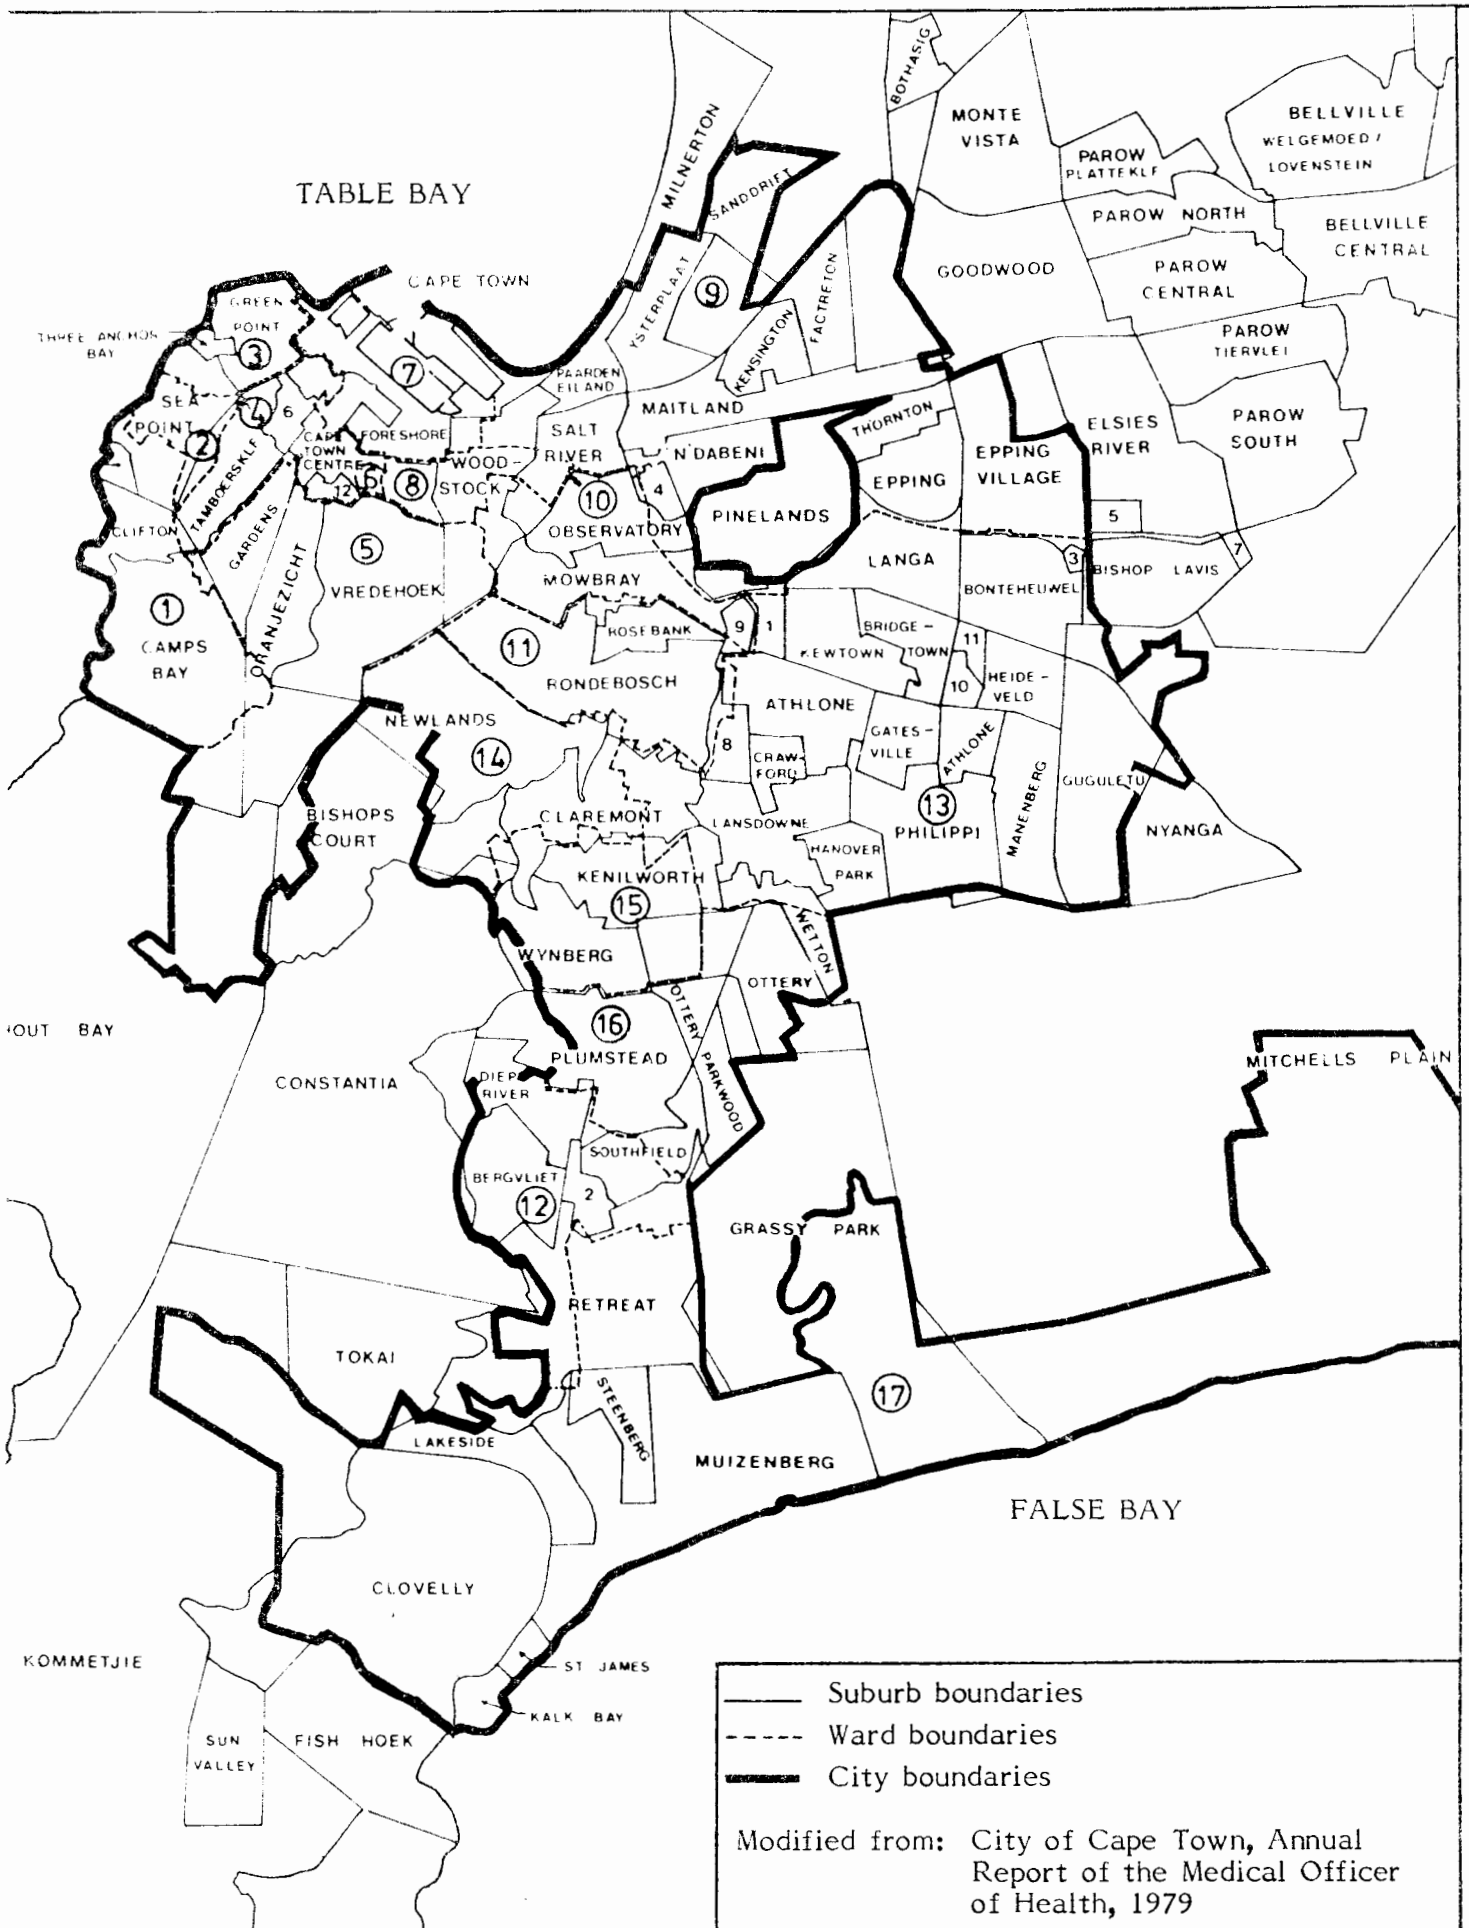 BOTHASIG
MONTE
VISTA
BELLVILLE
WELGEMOED /
LOVENSTEIN
PAROW
PLATTEKLF
TABLE BAY
MILNERTON
SANDDRIFT
PAROW NORTH
BELLVILLE
CENTRAL
GOODWOOD
PAROW
CENTRAL
CAPE TOWN
GREEN
POINT
3
THREE ANCHOR
BAY
YSTERPLAAT
9
FACTRETON
KENSINGTON
PAROW
TIERVLEI
7
PAARDEN
EILAND
MAITLAND
SEA
POINT
2
4
6
TAMBOERSKLF
CAPE
TOWN
CENTRE
FORESHORE
12
6
8
WOOD-
STOCK
SALT
RIVER
N'DABENI
THORNTON
ELSIES
RIVER
PAROW
SOUTH
EPPING
VILLAGE
EPPING
10
OBSERVATORY
4
PINELANDS
5
CLIFTON
GARDENS
ORANJEZICHT
5
VREDEHOEK
MOWBRAY
LANGA
BONTEHEUWEL
3
BISHOP LAVIS
7
1
CAMPS
BAY
11
ROSEBANK
RONDEBOSCH
9
1
KEWTOWN
BRIDGE-
TOWN
11
10
HEIDE-
VELD
ATHLONE
NEWLANDS
14
8
CRAW-
FORD
GATES-
VILLE
ATHLONE
MANENBERG
GUGULETU
13
PHILIPPI
NYANGA
BISHOPS
COURT
CLAREMONT
LANSDOWNE
HANOVER
PARK
KENILWORTH
15
WYNBERG
WETTON
OTTERY
OTTERY
PARKWOOD
HOUT BAY
16
PLUMSTEAD
MITCHELLS PLAIN
CONSTANTIA
DIEP
RIVER
SOUTHFIELD
BERGVLIET
12
2
GRASSY PARK
RETREAT
TOKAI
17
STEENBERG
LAKESIDE
MUIZENBERG
FALSE BAY
CLOVELLY
KOMMETJIE
ST JAMES
KALK BAY
SUN
VALLEY
FISH HOEK
Suburb boundaries
Ward boundaries
City boundaries
Modified from: City of Cape Town, Annual
Report of the Medical Officer
of Health, 1979